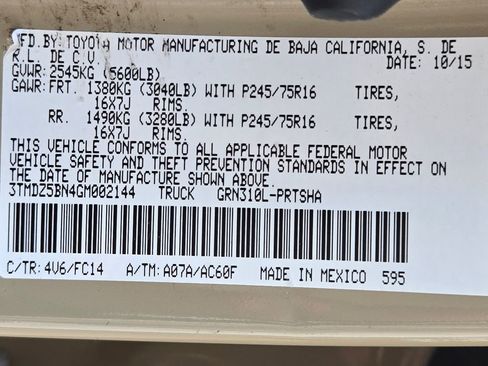 MFD.BY: TOYOTA MOTOR MANUFACTURING DE BAJA CALIFORNIA, S. DE
R.L. DE C.V. DATE: 10/15
GVWR: 2545KG (5600LB)
GAWR: FRT. 1380KG (3040LB) WITH P245/75R16 TIRES,
16X7J RIMS.
RR. 1490KG (3280LB) WITH P245/75R16 TIRES,
16X7J RIMS.
THIS VEHICLE CONFORMS TO ALL APPLICABLE FEDERAL MOTOR
VEHICLE SAFETY AND THEFT PREVENTION STANDARDS IN EFFECT ON
THE DATE OF MANUFACTURE SHOWN ABOVE.
3TMDZ5BN4GM002144 TRUCK GRN310L-PRTSHA
C/TR: 4V6/FC14 A/TM: A07A/AC60F MADE IN MEXICO 595